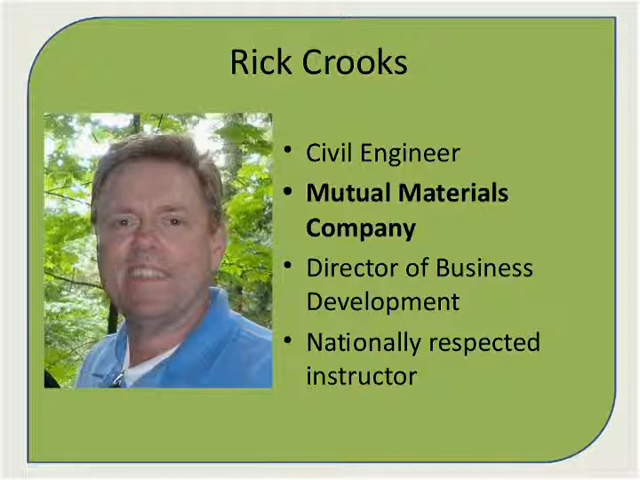 Rick Crooks
• Civil Engineer
• Mutual Materials
Company
• Director of Business
Development
• Nationally respected
instructor